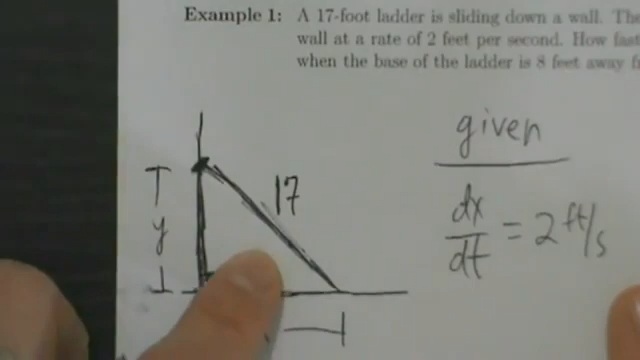 Example 1: A 17-foot ladder is sliding down a wall. The
wall at a rate of 2 feet per second. How fast
when the base of the ladder is 8 feet away
given
17
y
dx/dt = 2 ft/s